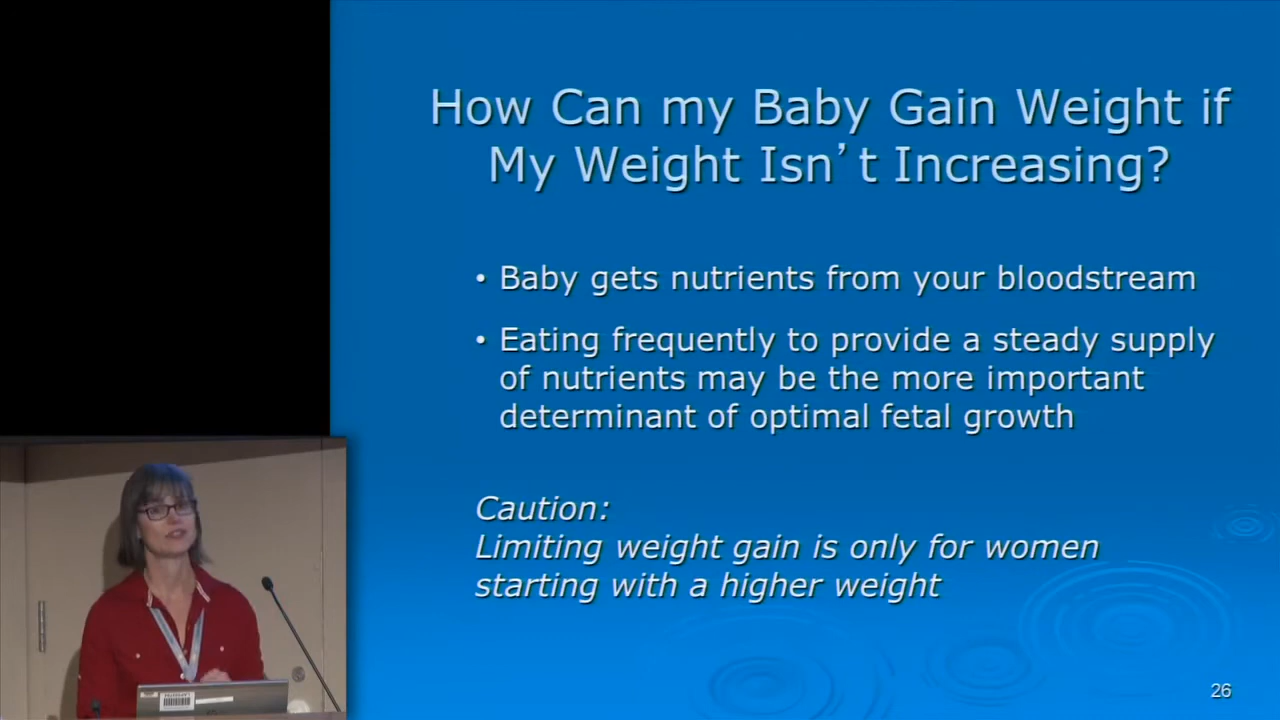 How Can my Baby Gain Weight if
My Weight Isn’t Increasing?
• Baby gets nutrients from your bloodstream
• Eating frequently to provide a steady supply
of nutrients may be the more important
determinant of optimal fetal growth
Caution:
Limiting weight gain is only for women
starting with a higher weight
26